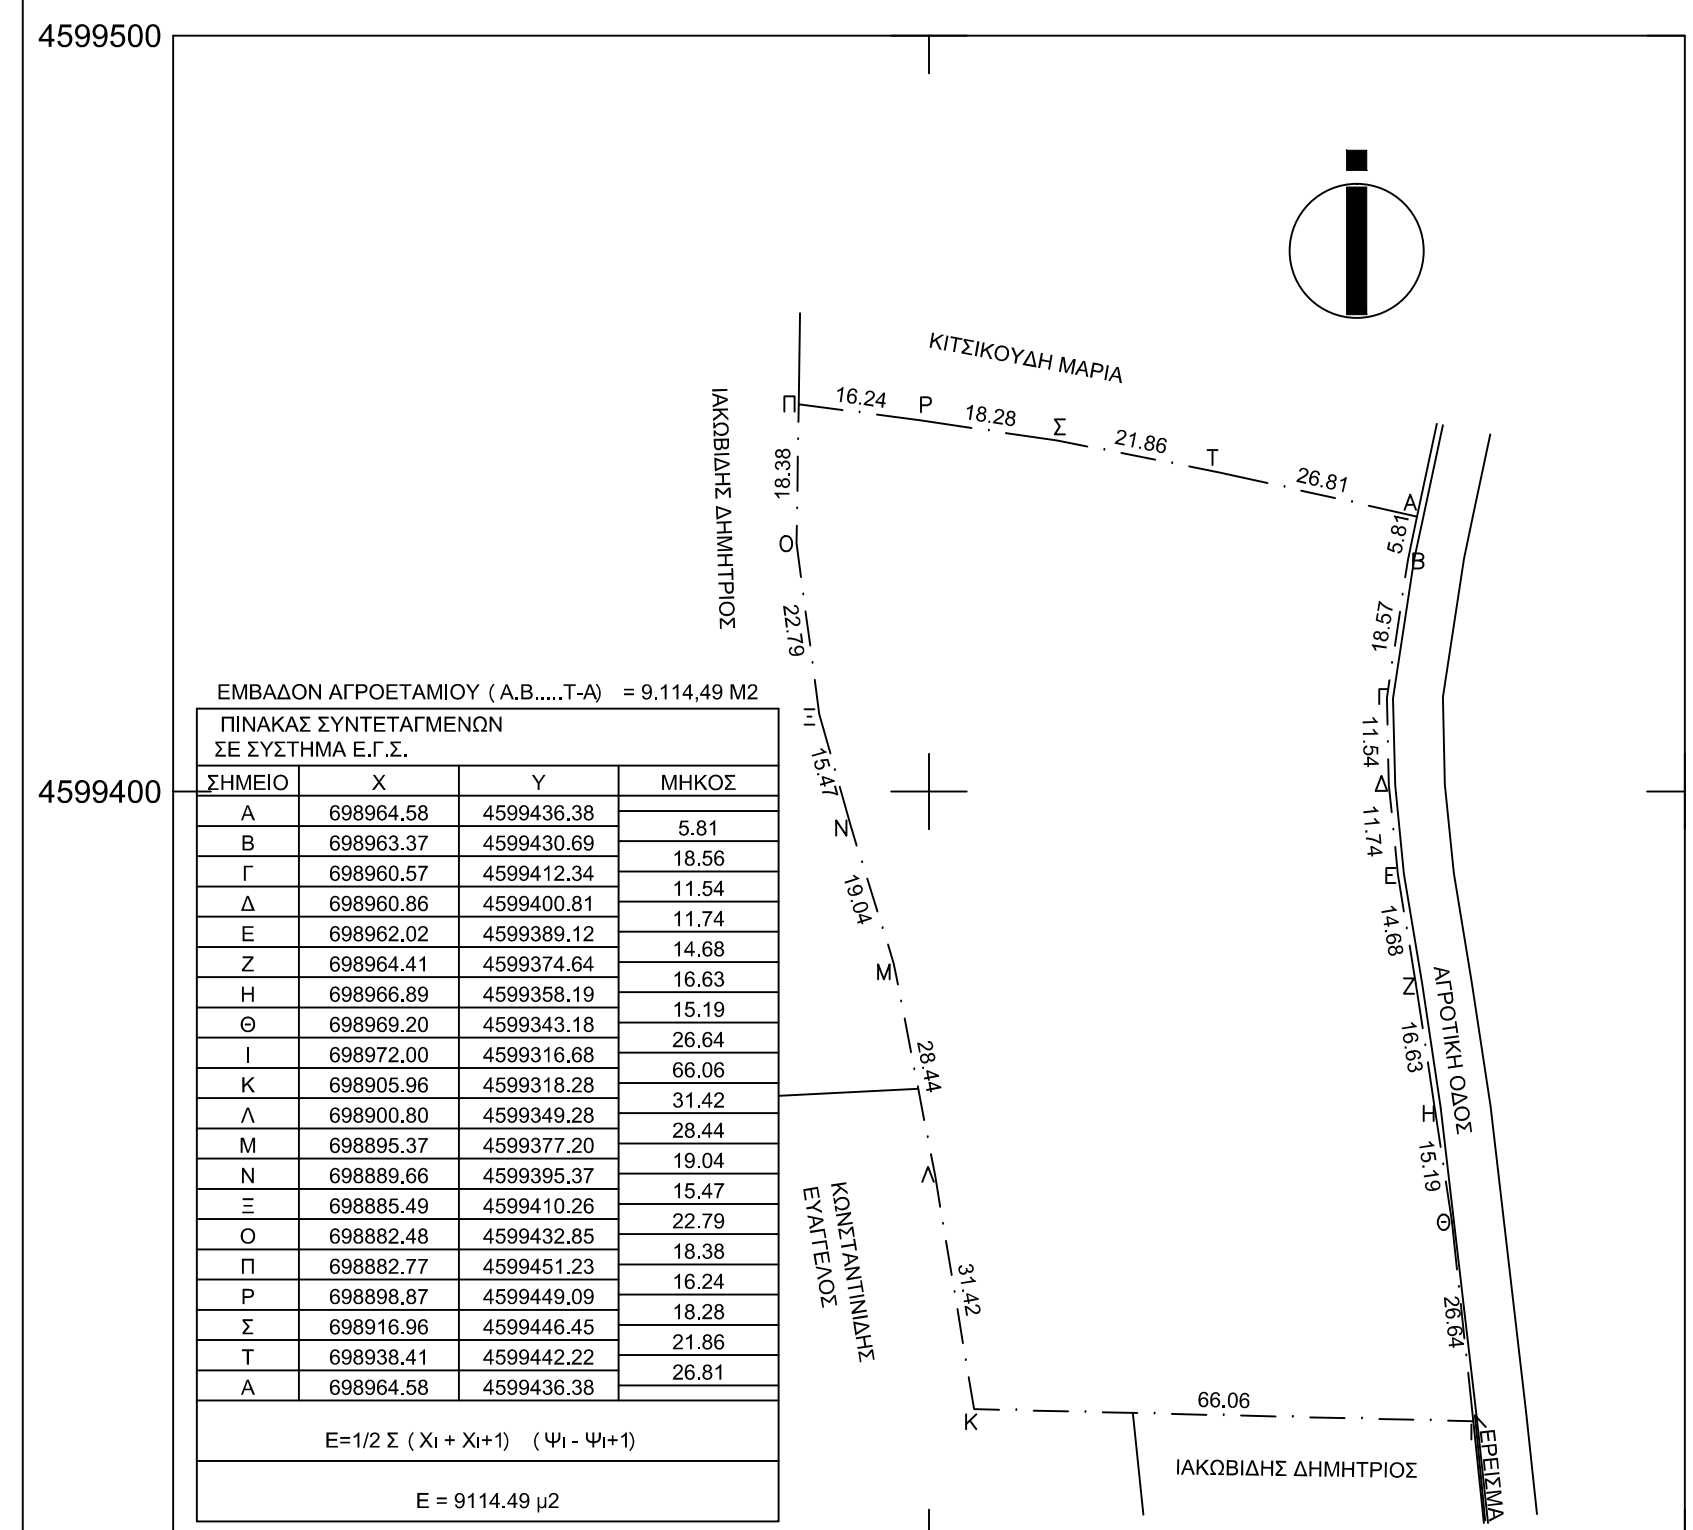 4599500
ΚΙΤΣΙΚΟΥΔΗ ΜΑΡΙΑ
ΙΑΚΩΒΙΔΗΣ ΔΗΜΗΤΡΙΟΣ
Π 16.24 Ρ 18.28 Σ 21.86 Τ 26.81 Α
18.38
5.81
Ο
Β
22.79
18.57
Ξ
Γ
15.47
11.54
Δ
Ν
11.74
Ε
19.04
14.68
Μ
Ζ
ΑΓΡΟΤΙΚΗ ΟΔΟΣ
28.44
16.63
Η
Λ
15.19
Θ
31.42
26.64
ΚΩΝΣΤΑΝΤΙΝΙΔΗΣ
ΕΥΑΓΓΕΛΟΣ
Κ
66.06
Ι
ΙΑΚΩΒΙΔΗΣ ΔΗΜΗΤΡΙΟΣ
ΕΡΕΙΣΜΑ
4599400
ΕΜΒΑΔΟΝ ΑΓΡΟΕΤΑΜΙΟΥ ( Α.Β.....Τ-Α) = 9.114,49 Μ2
ΠΙΝΑΚΑΣ ΣΥΝΤΕΤΑΓΜΕΝΩΝ
ΣΕ ΣΥΣΤΗΜΑ Ε.Γ.Σ.
ΣΗΜΕΙΟ Χ Υ ΜΗΚΟΣ
Α 698964.58 4599436.38
5.81
Β 698963.37 4599430.69
18.56
Γ 698960.57 4599412.34
11.54
Δ 698960.86 4599400.81
11.74
Ε 698962.02 4599389.12
14.68
Ζ 698964.41 4599374.64
16.63
Η 698966.89 4599358.19
15.19
Θ 698969.20 4599343.18
26.64
Ι 698972.00 4599316.68
66.06
Κ 698905.96 4599318.28
31.42
Λ 698900.80 4599349.28
28.44
Μ 698895.37 4599377.20
19.04
Ν 698889.66 4599395.37
15.47
Ξ 698885.49 4599410.26
22.79
Ο 698882.48 4599432.85
18.38
Π 698882.77 4599451.23
16.24
Ρ 698898.87 4599449.09
18.28
Σ 698916.96 4599446.45
21.86
Τ 698938.41 4599442.22
26.81
Α 698964.58 4599436.38
Ε=1/2 Σ ( Χι + Χι+1) ( Ψι - Ψι+1)
Ε = 9114.49 μ2